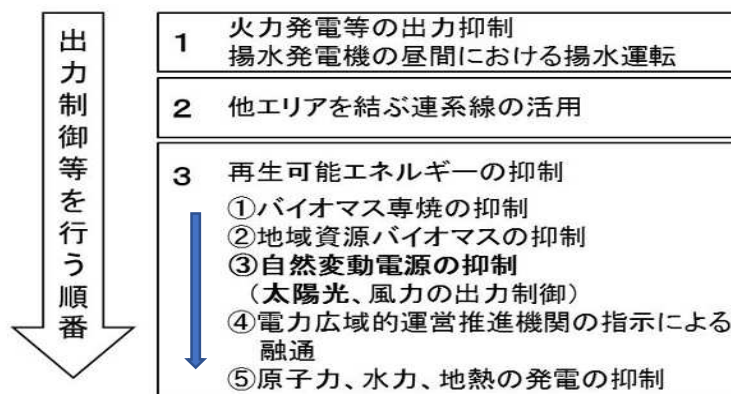 出力制御等を行う順番
1 火力発電等の出力抑制
揚水発電機の昼間における揚水運転
2 他エリアを結ぶ連系線の活用
3 再生可能エネルギーの抑制
①バイオマス専焼の抑制
②地域資源バイオマスの抑制
③自然変動電源の抑制
（太陽光、風力の出力制御）
④電力広域的運営推進機関の指示による
融通
⑤原子力、水力、地熱の発電の抑制